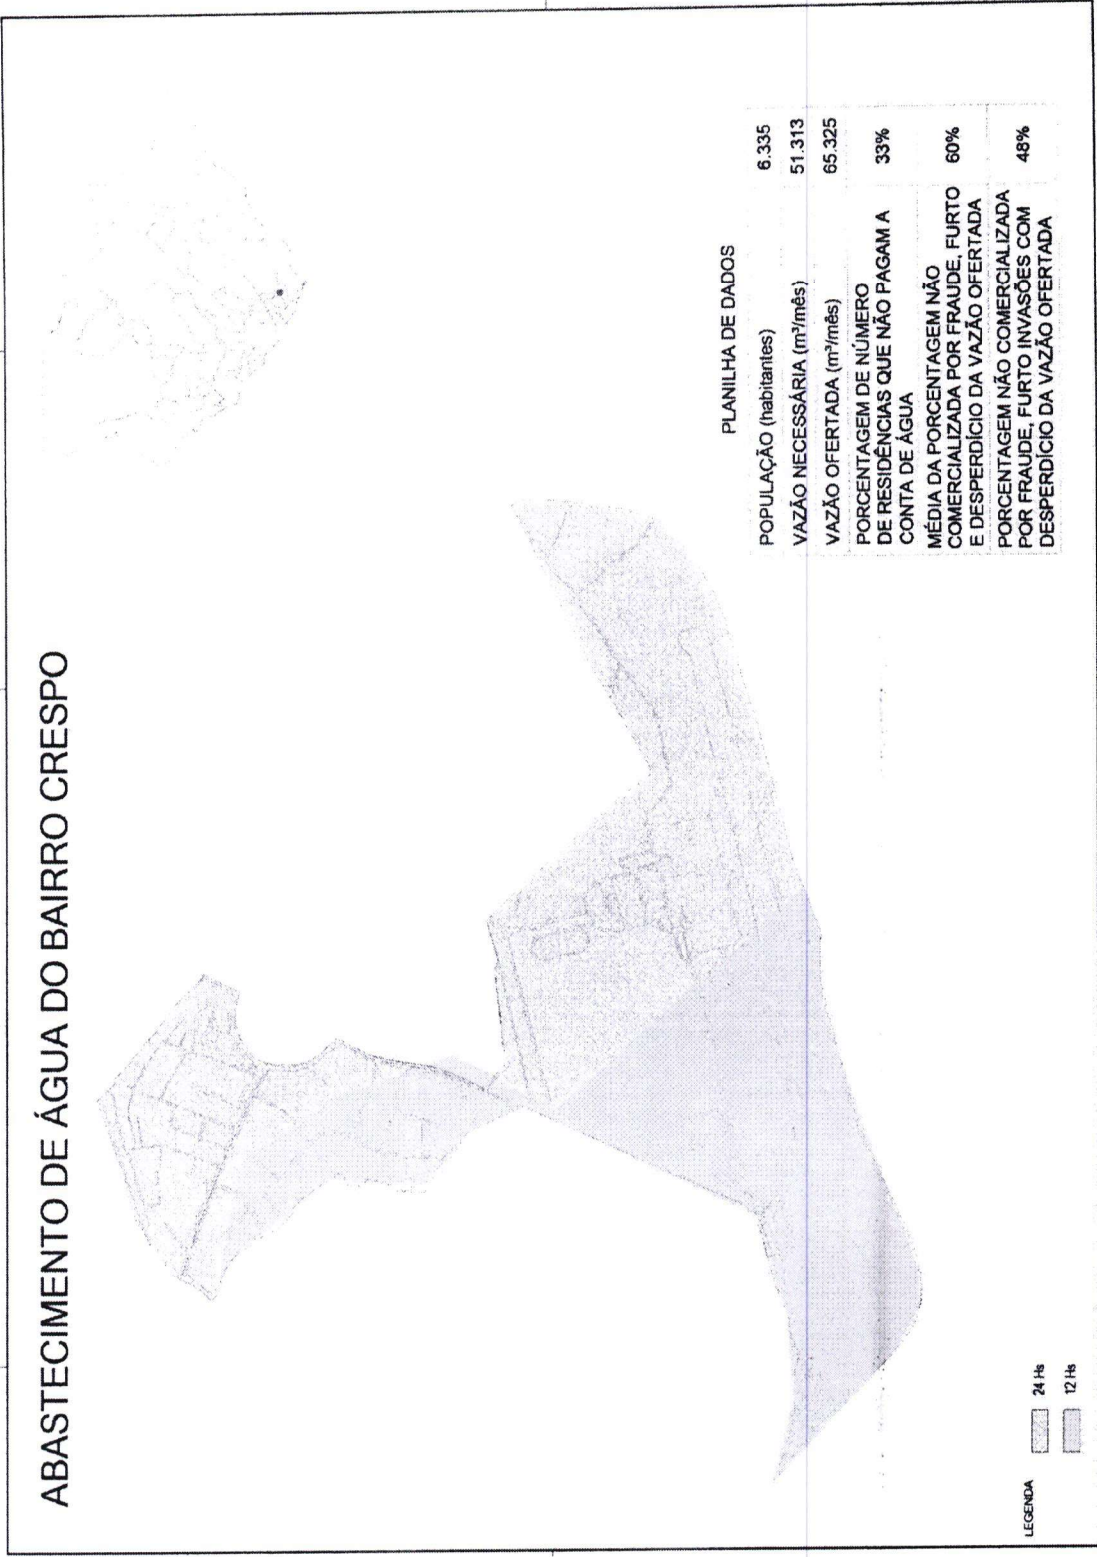 ABASTECIMENTO DE ÁGUA DO BAIRRO CRESPO
PLANILHA DE DADOS
POPULAÇÃO (habitantes) 6.335
VAZÃO NECESSÁRIA (m³/mês) 51.313
VAZÃO OFERTADA (m³/mês) 65.325
PORCENTAGEM DE NÚMERO
DE RESIDÊNCIAS QUE NÃO PAGAM A 33%
CONTA DE ÁGUA
MÉDIA DA PORCENTAGEM NÃO
COMERCIALIZADA POR FRAUDE, FURTO 60%
E DESPERDÍCIO DA VAZÃO OFERTADA
PORCENTAGEM NÃO COMERCIALIZADA
POR FRAUDE, FURTO INVASÕES COM 48%
DESPERDÍCIO DA VAZÃO OFERTADA
LEGENDA
24 Hs
12 Hs